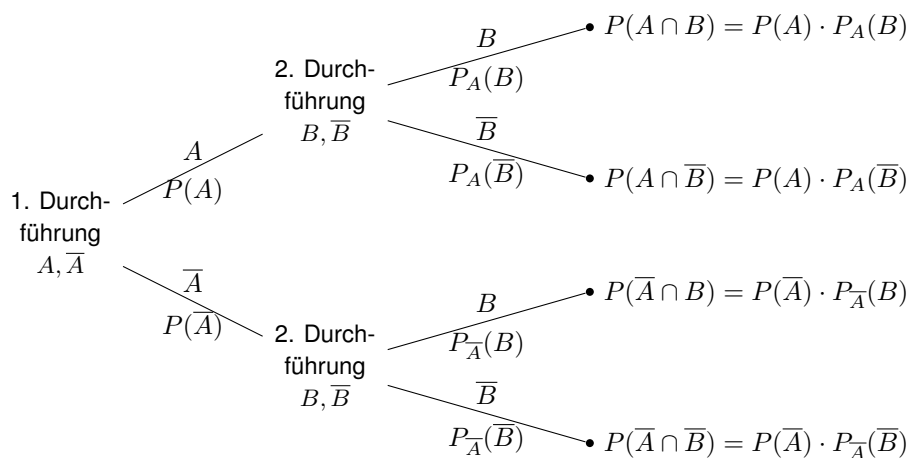 B
P_A(B)
P(A ∩ B) = P(A) · P_A(B)
2. Durch-
führung
B, B̅
B̅
P_A(B̅)
P(A ∩ B̅) = P(A) · P_A(B̅)
A
P(A)
1. Durch-
führung
A, A̅
A̅
P(A̅)
B
P_A̅(B)
P(A̅ ∩ B) = P(A̅) · P_A̅(B)
2. Durch-
führung
B, B̅
B̅
P_A̅(B̅)
P(A̅ ∩ B̅) = P(A̅) · P_A̅(B̅)